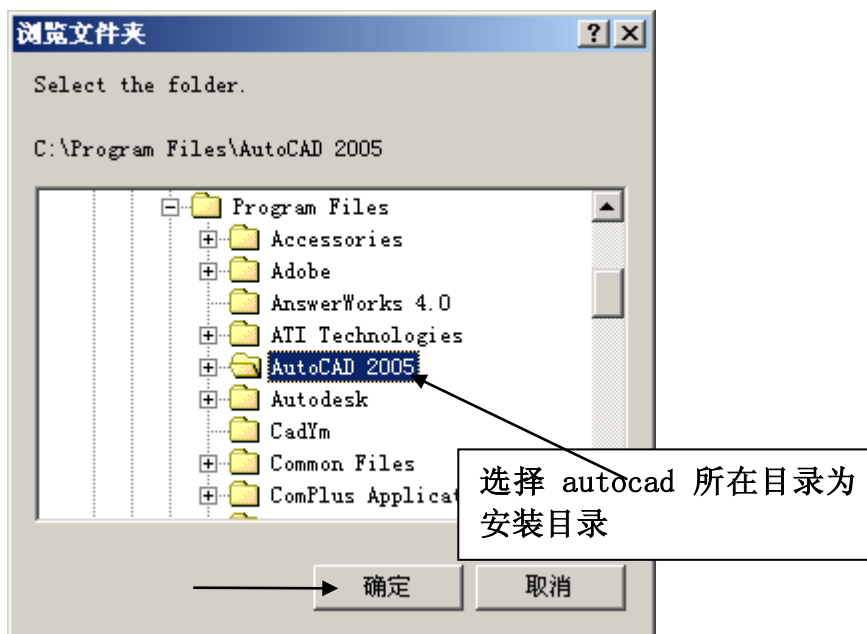 浏览文件夹
Select the folder.
C:\Program Files\AutoCAD 2005
Program Files
Accessories
Adobe
AnswerWorks 4.0
ATI Technologies
AutoCAD 2005
Autodesk
CadYm
Common Files
ComPlus Applicat
选择 autocad 所在目录为
安装目录
确定 取消